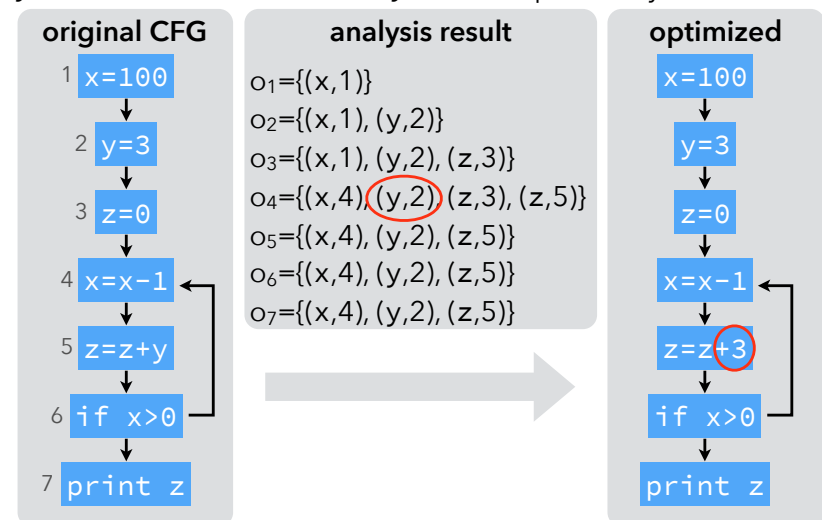 original CFG
1 x=100
2 y=3
3 z=0
4 x=x-1
5 z=z+y
6 if x>0
7 print z
analysis result
o₁={(x,1)}
o₂={(x,1), (y,2)}
o₃={(x,1), (y,2), (z,3)}
o₄={(x,4), (y,2), (z,3), (z,5)}
o₅={(x,4), (y,2), (z,5)}
o₆={(x,4), (y,2), (z,5)}
o₇={(x,4), (y,2), (z,5)}
optimized
x=100
y=3
z=0
x=x-1
z=z+3
if x>0
print z